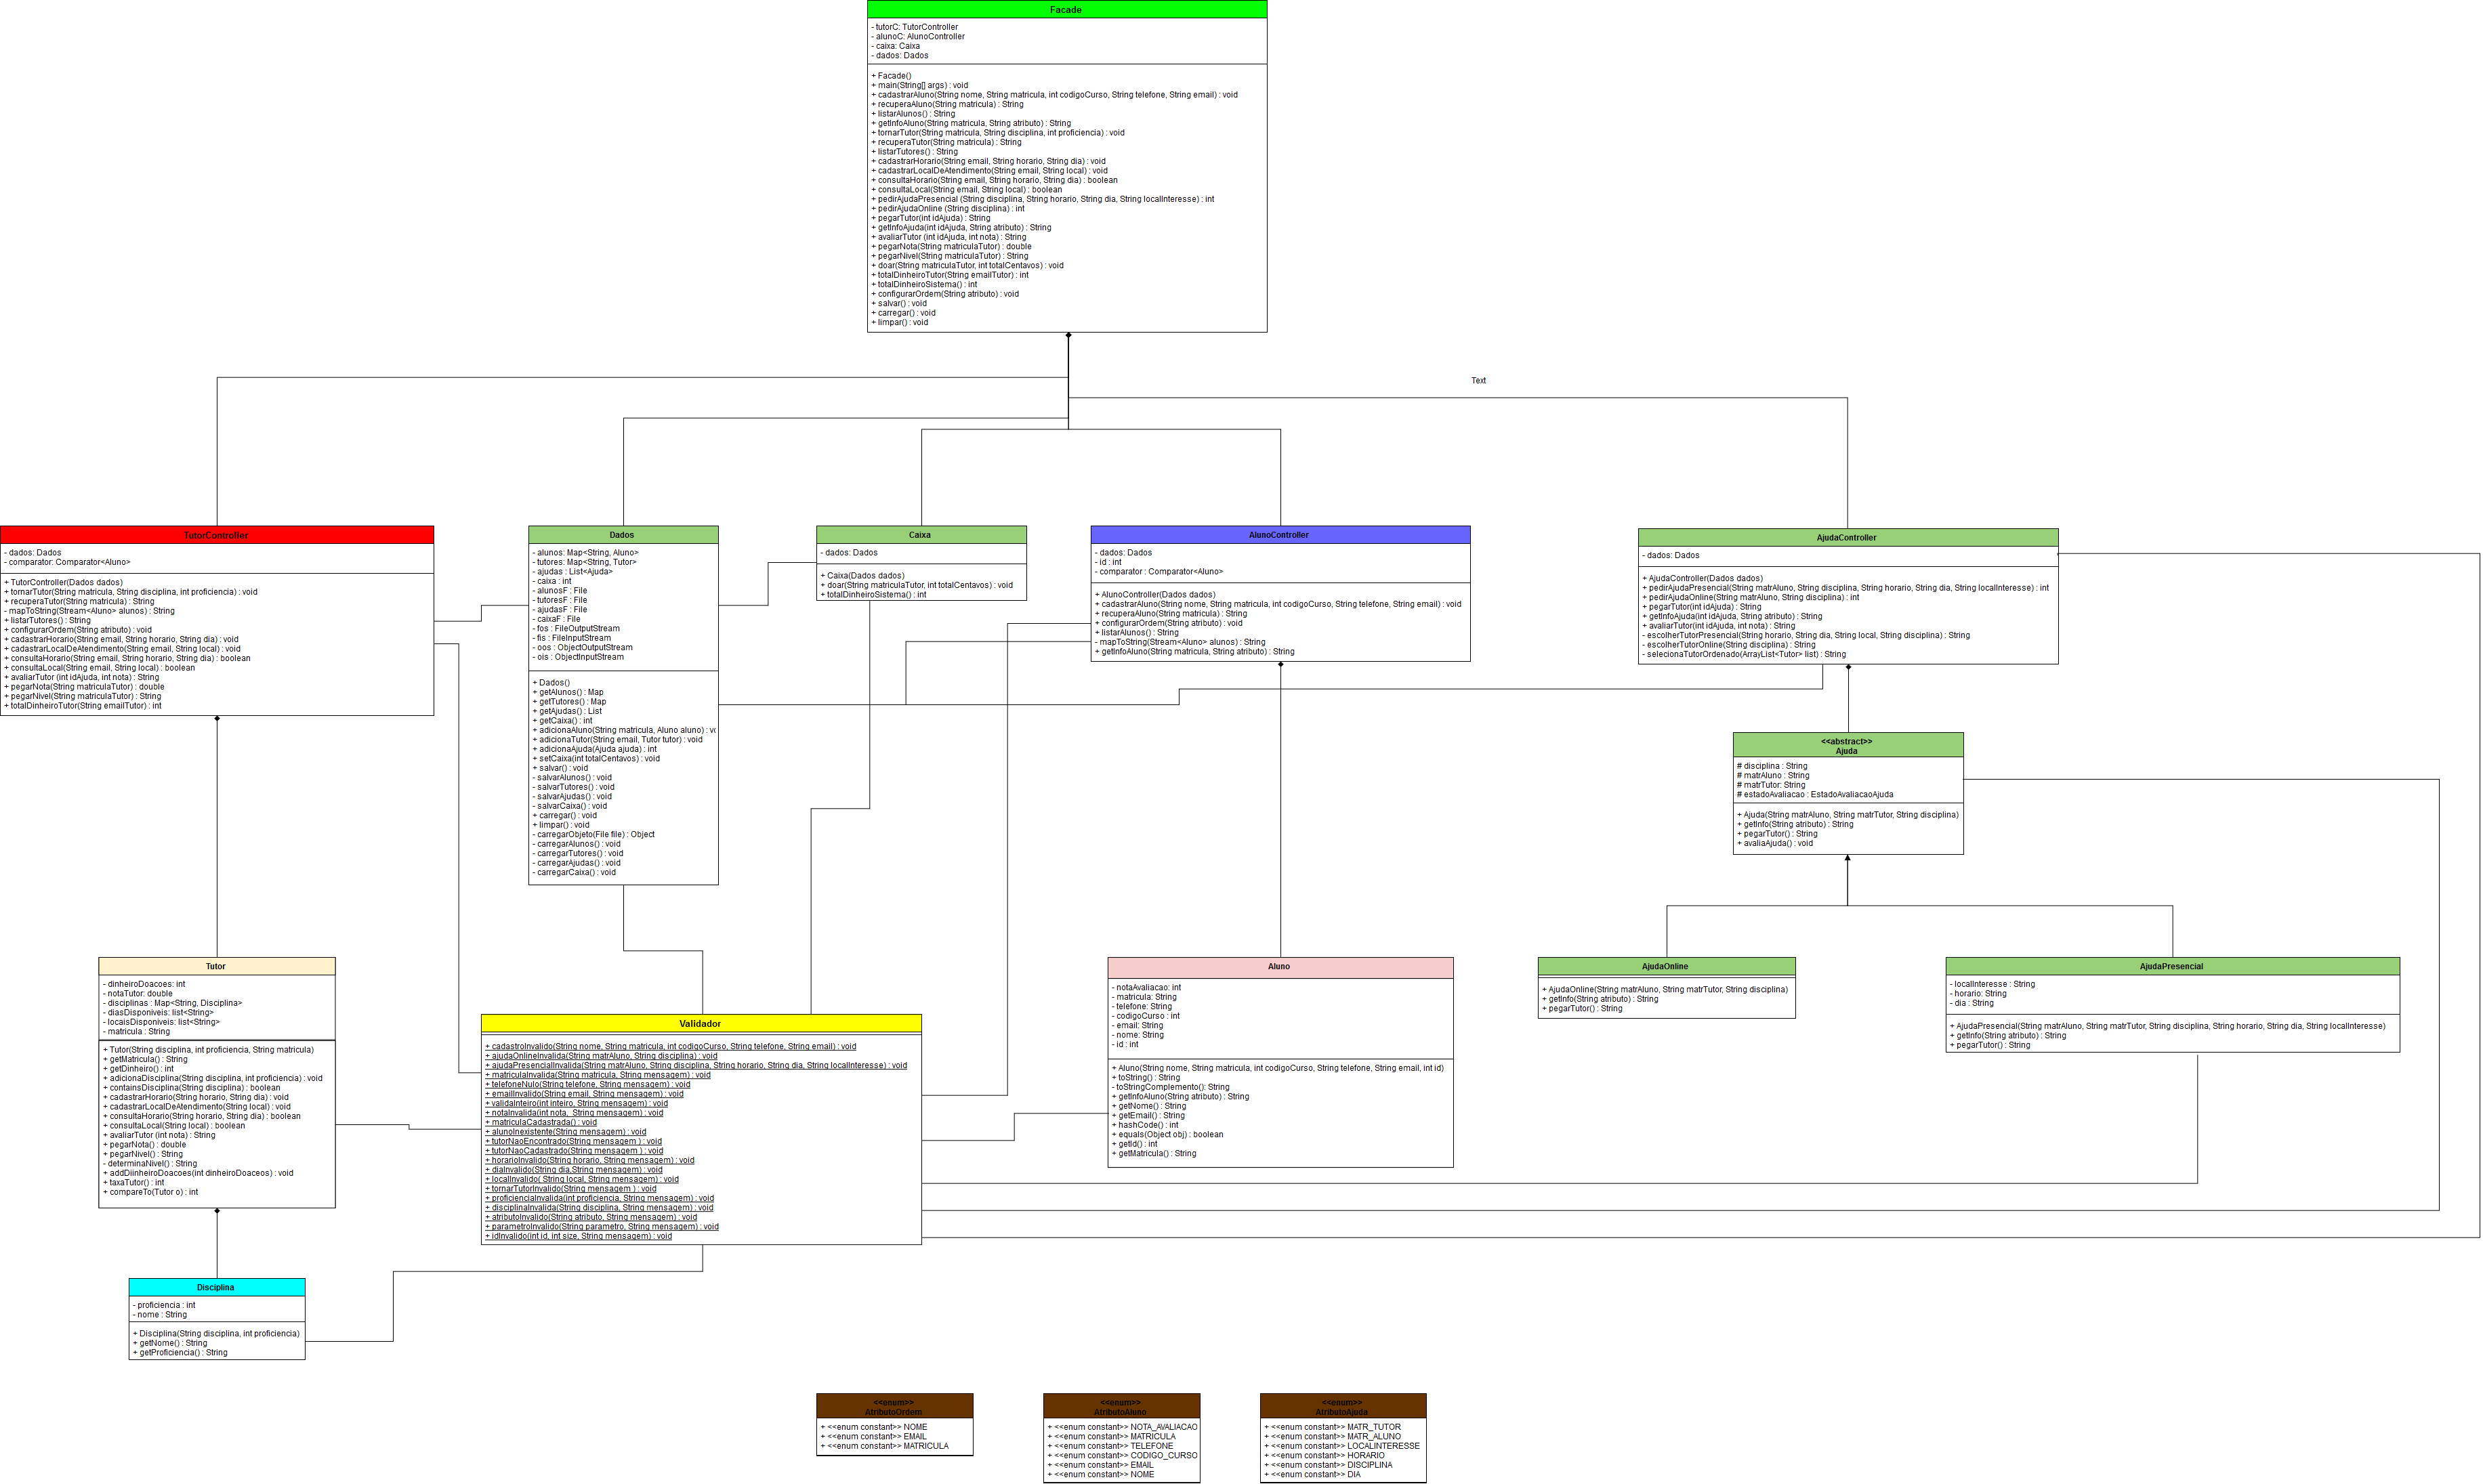 Facade
- tutorC: TutorController
- alunoC: AlunoController
- caixa: Caixa
- dados: Dados
+ Facade()
+ main(String[] args) : void
+ cadastrarAluno(String nome, String matricula, int codigoCurso, String telefone, String email) : void
+ recuperaAluno(String matricula) : String
+ listarAlunos() : String
+ getInfoAluno(String matricula, String atributo) : String
+ tornarTutor(String matricula, String disciplina, int proficiencia) : void
+ recuperaTutor(String matricula) : String
+ listarTutores() : String
+ cadastrarHorario(String email, String horario, String dia) : void
+ cadastrarLocalDeAtendimento(String email, String local) : void
+ consultaHorario(String email, String horario, String dia) : boolean
+ consultaLocal(String email, String local) : boolean
+ pedirAjudaPresencial (String disciplina, String horario, String dia, String localInteresse) : int
+ pedirAjudaOnline (String disciplina) : int
+ pegarTutor(int idAjuda) : String
+ getInfoAjuda(int idAjuda, String atributo) : String
+ avaliarTutor (int idAjuda, int nota) : String
+ pegarNota(String matriculaTutor) : double
+ pegarNivel(String matriculaTutor) : String
+ doar(String matriculaTutor, int totalCentavos) : void
+ totalDinheiroTutor(String emailTutor) : int
+ totalDinheiroSistema() : int
+ configurarOrdem(String atributo) : void
+ salvar() : void
+ carregar() : void
+ limpar() : void
Text
TutorController
- dados: Dados
- comparator: Comparator<Aluno>
+ TutorController(Dados dados)
+ tornarTutor(String matricula, String disciplina, int proficiencia) : void
+ recuperaTutor(String matricula) : String
- mapToString(Stream<Aluno> alunos) : String
+ listarTutores() : String
+ configurarOrdem(String atributo) : void
+ cadastrarHorario(String email, String horario, String dia) : void
+ cadastrarLocalDeAtendimento(String email, String local) : void
+ consultaHorario(String email, String horario, String dia) : boolean
+ consultaLocal(String email, String local) : boolean
+ avaliarTutor (int idAjuda, int nota) : String
+ pegarNota(String matriculaTutor) : double
+ pegarNivel(String matriculaTutor) : String
+ totalDinheiroTutor(String emailTutor) : int
Dados
- alunos: Map<String, Aluno>
- tutores: Map<String, Tutor>
- ajudas : List<Ajuda>
- caixa : int
- alunosF : File
- tutoresF : File
- ajudasF : File
- caixaF : File
- fos : FileOutputStream
- fis : FileInputStream
- oos : ObjectOutputStream
- ois : ObjectInputStream
+ Dados()
+ getAlunos() : Map
+ getTutores() : Map
+ getAjudas() : List
+ getCaixa() : int
+ adicionaAluno(String matricula, Aluno aluno) : vo
+ adicionaTutor(String email, Tutor tutor) : void
+ adicionaAjuda(Ajuda ajuda) : int
+ setCaixa(int totalCentavos) : void
+ salvar() : void
- salvarAlunos() : void
- salvarTutores() : void
- salvarAjudas() : void
- salvarCaixa() : void
+ carregar() : void
+ limpar() : void
- carregarObjeto(File file) : Object
- carregarAlunos() : void
- carregarTutores() : void
- carregarAjudas() : void
- carregarCaixa() : void
Caixa
- dados: Dados
+ Caixa(Dados dados)
+ doar(String matriculaTutor, int totalCentavos) : void
+ totalDinheiroSistema() : int
AlunoController
- dados: Dados
- id : int
- comparator : Comparator<Aluno>
+ AlunoController(Dados dados)
+ cadastrarAluno(String nome, String matricula, int codigoCurso, String telefone, String email) : void
+ recuperaAluno(String matricula) : String
+ configurarOrdem(String atributo) : void
+ listarAlunos() : String
- mapToString(Stream<Aluno> alunos) : String
+ getInfoAluno(String matricula, String atributo) : String
AjudaController
- dados: Dados
+ AjudaController(Dados dados)
+ pedirAjudaPresencial(String matrAluno, String disciplina, String horario, String dia, String localInteresse) : int
+ pedirAjudaOnline(String matrAluno, String disciplina) : int
+ pegarTutor(int idAjuda) : String
+ getInfoAjuda(int idAjuda, String atributo) : String
+ avaliarTutor(int idAjuda, int nota) : String
- escolherTutorPresencial(String horario, String dia, String local, String disciplina) : String
- escolherTutorOnline(String disciplina) : String
- selecionaTutorOrdenado(ArrayList<Tutor> list) : String
<<abstract>>
Ajuda
# disciplina : String
# matrAluno : String
# matrTutor: String
# estadoAvaliacao : EstadoAvaliacaoAjuda
+ Ajuda(String matrAluno, String matrTutor, String disciplina)
+ getInfo(String atributo) : String
+ pegarTutor() : String
+ avaliaAjuda() : void
Tutor
- dinheiroDoacoes: int
- notaTutor: double
- disciplinas : Map<String, Disciplina>
- diasDisponiveis: list<String>
- locaisDisponiveis: list<String>
- matricula : String
+ Tutor(String disciplina, int proficiencia, String matricula)
+ getMatricula() : String
+ getDinheiro() : int
+ adicionaDisciplina(String disciplina, int proficiencia) : void
+ containsDisciplina(String disciplina) : boolean
+ cadastrarHorario(String horario, String dia) : void
+ cadastrarLocalDeAtendimento(String local) : void
+ consultaHorario(String horario, String dia) : boolean
+ consultaLocal(String local) : boolean
+ avaliarTutor (int nota) : String
+ pegarNota() : double
+ pegarNivel() : String
- determinaNivel() : String
+ addDiinheiroDoacoes(int dinheiroDoaceos) : void
+ taxaTutor() : int
+ compareTo(Tutor o) : int
Validador
+ cadastroInvalido(String nome, String matricula, int codigoCurso, String telefone, String email) : void
+ ajudaOnlineInvalida(String matrAluno, String disciplina) : void
+ ajudaPresencialInvalida(String matrAluno, String disciplina, String horario, String dia, String localInteresse) : void
+ matriculaInvalida(String matricula, String mensagem) : void
+ telefoneNulo(String telefone, String mensagem) : void
+ emailInvalido(String email, String mensagem) : void
+ validaInteiro(int inteiro, String mensagem) : void
+ notaInvalida(int nota, String mensagem) : void
+ matriculaCadastrada() : void
+ alunoInexistente(String mensagem) : void
+ tutorNaoEncontrado(String mensagem ) : void
+ tutorNaoCadastrado(String mensagem ) : void
+ horarioInvalido(String horario, String mensagem) : void
+ diaInvalido(String dia,String mensagem) : void
+ localInvalido( String local, String mensagem) : void
+ tornarTutorInvalido(String mensagem ) : void
+ proficienciaInvalida(int proficiencia, String mensagem) : void
+ disciplinaInvalida(String disciplina, String mensagem) : void
+ atributoInvalido(String atributo, String mensagem) : void
+ parametroInvalido(String parametro, String mensagem) : void
+ idInvalido(int id, int size, String mensagem) : void
Aluno
- notaAvaliacao: int
- matricula: String
- telefone: String
- codigoCurso : int
- email: String
- nome: String
- id : int
+ Aluno(String nome, String matricula, int codigoCurso, String telefone, String email, int id)
+ toString() : String
- toStringComplemento(): String
+ getInfoAluno(String atributo) : String
+ getNome() : String
+ getEmail() : String
+ hashCode() : int
+ equals(Object obj) : boolean
+ getId() : int
+ getMatricula() : String
AjudaOnline
+ AjudaOnline(String matrAluno, String matrTutor, String disciplina)
+ getInfo(String atributo) : String
+ pegarTutor() : String
AjudaPresencial
- localInteresse : String
- horario: String
- dia : String
+ AjudaPresencial(String matrAluno, String matrTutor, String disciplina, String horario, String dia, String localInteresse)
+ getInfo(String atributo) : String
+ pegarTutor() : String
Disciplina
- proficiencia : int
- nome : String
+ Disciplina(String disciplina, int proficiencia)
+ getNome() : String
+ getProficiencia() : String
<<enum>>
AtributoOrdem
+ <<enum constant>> NOME
+ <<enum constant>> EMAIL
+ <<enum constant>> MATRICULA
<<enum>>
AtributoAluno
+ <<enum constant>> NOTA_AVALIACAO
+ <<enum constant>> MATRICULA
+ <<enum constant>> TELEFONE
+ <<enum constant>> CODIGO_CURSO
+ <<enum constant>> EMAIL
+ <<enum constant>> NOME
<<enum>>
AtributoAjuda
+ <<enum constant>> MATR_TUTOR
+ <<enum constant>> MATR_ALUNO
+ <<enum constant>> LOCALINTERESSE
+ <<enum constant>> HORARIO
+ <<enum constant>> DISCIPLINA
+ <<enum constant>> DIA